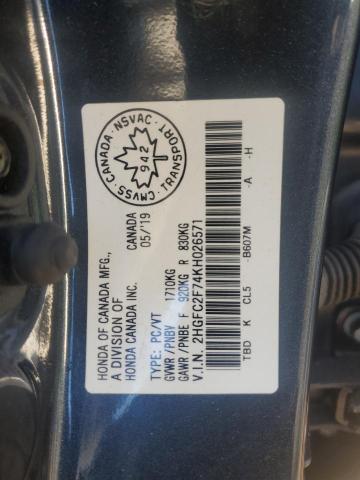 HONDA OF CANADA MFG., CANADA
A DIVISION OF 05/'19
HONDA CANADA INC.
TYPE: PC/VT
GVWR/PNBV 1710KG
GAWR/PNBE F 920KG R 830KG
V.I.N. 2HGFC2F74KH026571
TBD K CL5 -B607M -A -H
CANADA · NSVAC · TRANSPORT · CMVSS
942